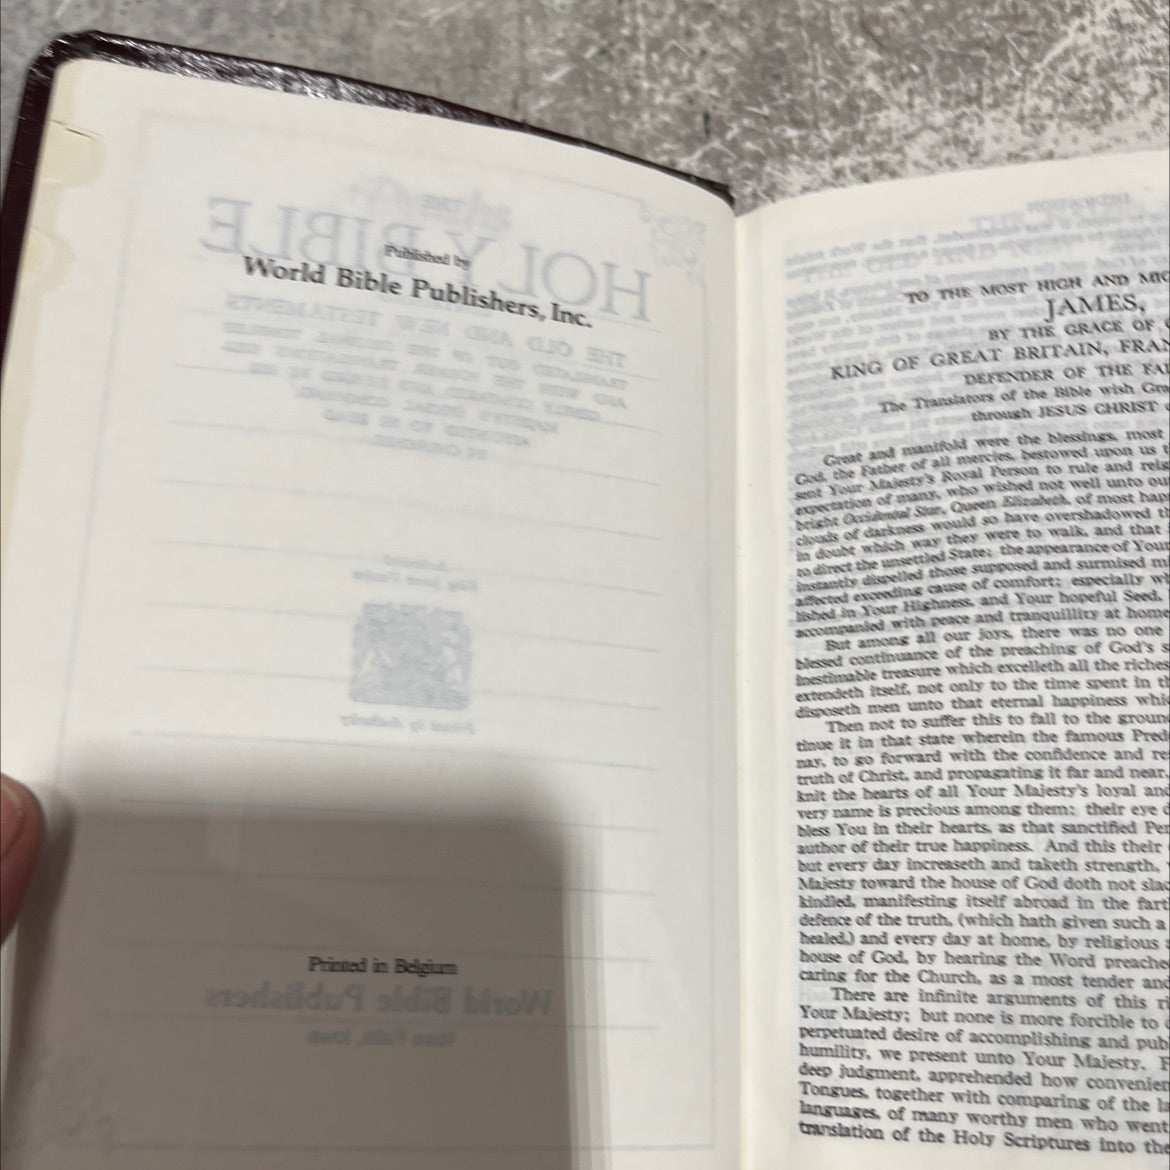 Published by
World Bible Publishers, Inc.
Printed in Belgium
TO THE MOST HIGH AND MIG
JAMES,
BY THE GRACE OF
KING OF GREAT BRITAIN, FRAN
DEFENDER OF THE FAI
The Translators of the Bible wish Gra
through JESUS CHRIST
Great and manifold were the blessings, most
God, the Father of all mercies, bestowed upon us t
sent Your Majesty's Royal Person to rule and reig
expectation of many, who wished not well unto our
bright Occidental Star, Queen Elizabeth, of most hap
clouds of darkness would so have overshadowed th
in doubt which way they were to walk, and that
to direct the unsettled State; the appearance of Your
instantly dispelled those supposed and surmised m
affected exceeding cause of comfort; especially w
lished in Your Highness, and Your hopeful Seed,
accompanied with peace and tranquillity at home
But among all our joys, there was no one
blessed continuance of the preaching of God's s
inestimable treasure which excelleth all the riches
extendeth itself, not only to the time spent in th
disposeth men unto that eternal happiness whic
Then not to suffer this to fall to the groun
tinue it in that state wherein the famous Pred
nay, to go forward with the confidence and re
truth of Christ, and propagating it far and near,
knit the hearts of all Your Majesty's loyal and
very name is precious among them: their eye d
bless You in their hearts, as that sanctified Per
author of their true happiness. And this their
but every day increaseth and taketh strength,
Majesty toward the house of God doth not slac
kindled, manifesting itself abroad in the fart
defence of the truth, (which hath given such a
healed,) and every day at home, by religious
house of God, by hearing the Word preache
caring for the Church, as a most tender and
There are infinite arguments of this ri
Your Majesty; but none is more forcible to
perpetuated desire of accomplishing and pub
humility, we present unto Your Majesty. F
deep judgment, apprehended how convenien
Tongues, together with comparing of the la
languages, of many worthy men who went
translation of the Holy Scriptures into the